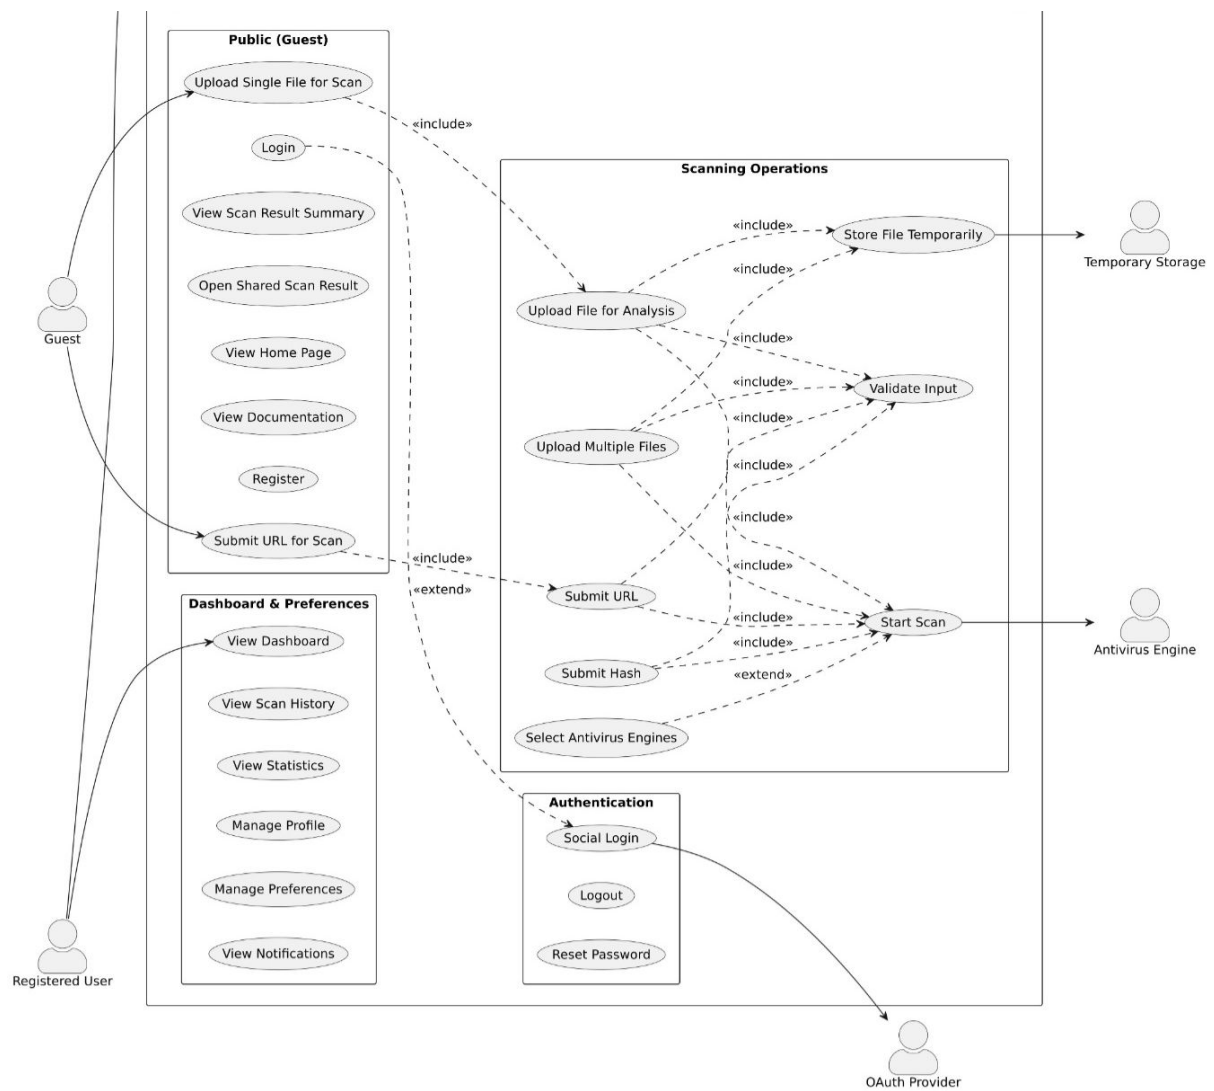 Public (Guest)
Upload Single File for Scan
«include»
Login
Scanning Operations
View Scan Result Summary
«include»
Store File Temporarily
Temporary Storage
«include»
Open Shared Scan Result
Upload File for Analysis
Guest
«include»
View Home Page
«include»
Validate Input
View Documentation
Upload Multiple Files
«include»
«include»
Register
«include»
Submit URL for Scan
«include»
«include»
«extend»
Submit URL
Dashboard & Preferences
«include»
Start Scan
Antivirus Engine
View Dashboard
«include»
Submit Hash
«extend»
View Scan History
Select Antivirus Engines
View Statistics
Authentication
Manage Profile
Social Login
Manage Preferences
Logout
View Notifications
Reset Password
Registered User
OAuth Provider